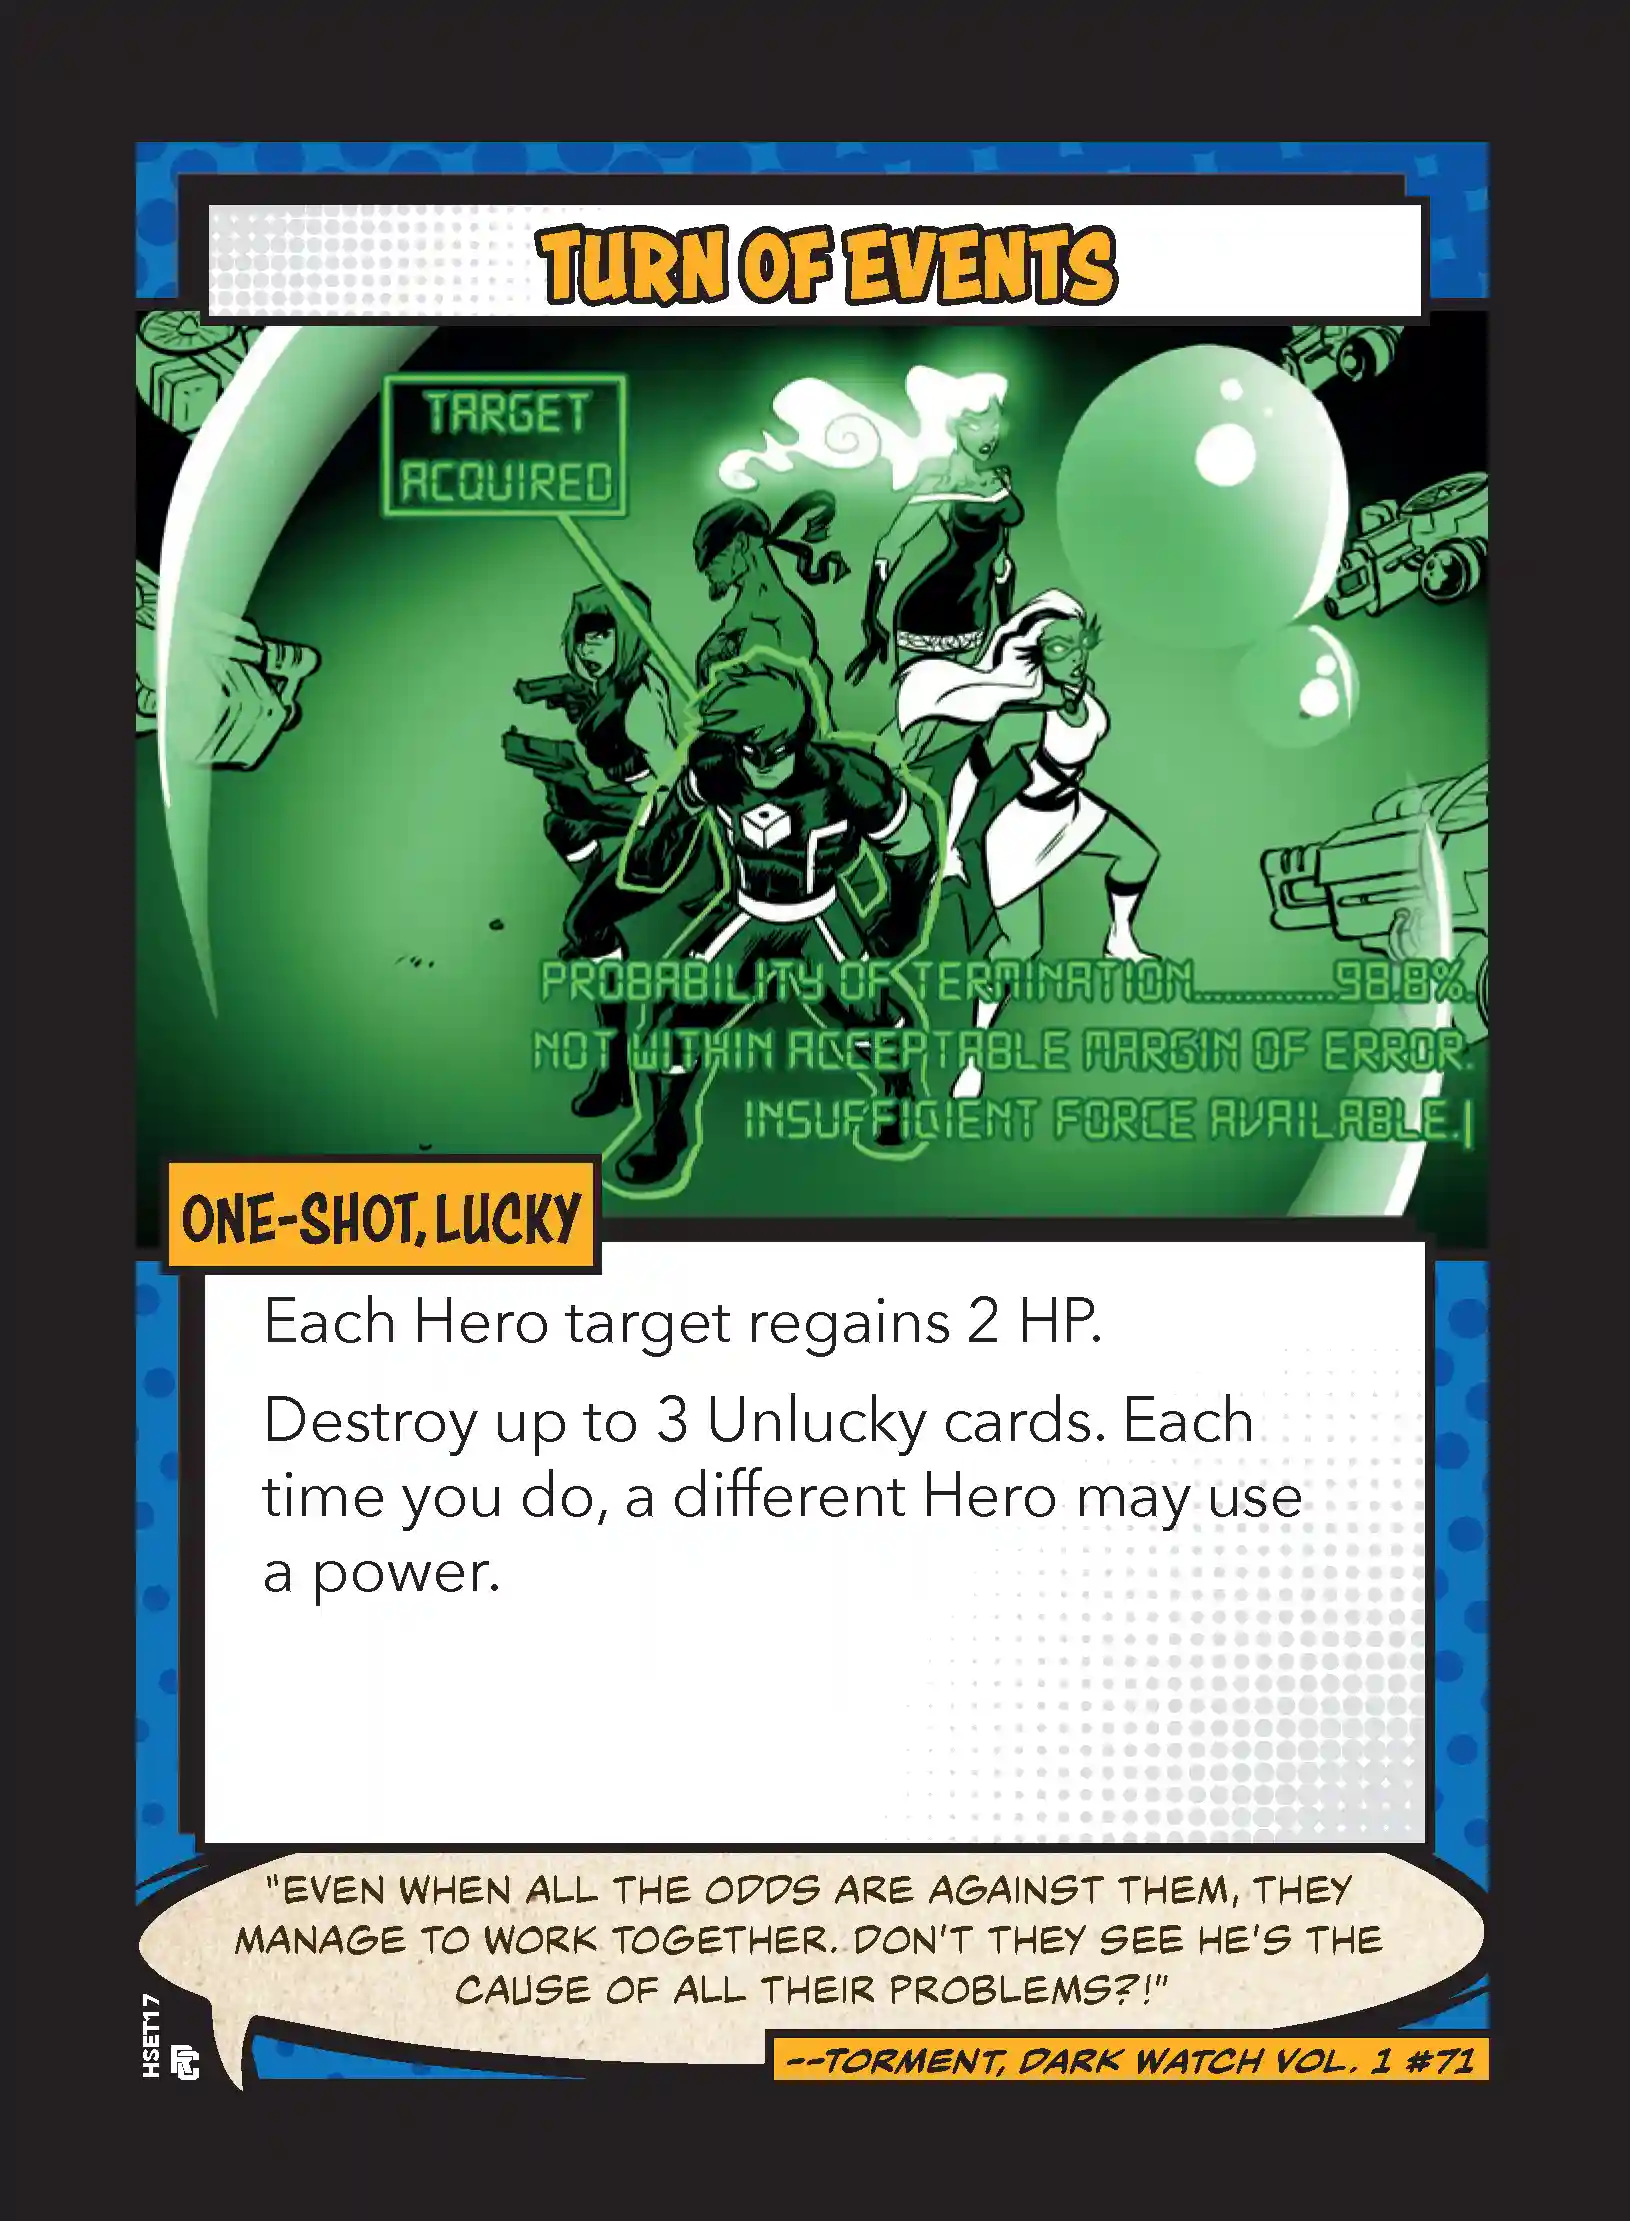 TURN OF EVENTS
TARGET
ACQUIRED
PROBABILITY OF TERMINATION..............98.8%.
NOT WITHIN ACCEPTABLE MARGIN OF ERROR.
INSUFFICIENT FORCE AVAILABLE.|
ONE-SHOT, LUCKY
Each Hero target regains 2 HP.
Destroy up to 3 Unlucky cards. Each
time you do, a different Hero may use
a power.
"EVEN WHEN ALL THE ODDS ARE AGAINST THEM, THEY
MANAGE TO WORK TOGETHER. DON'T THEY SEE HE'S THE
CAUSE OF ALL THEIR PROBLEMS?!"
--TORMENT, DARK WATCH VOL. 1 #71
HSET17